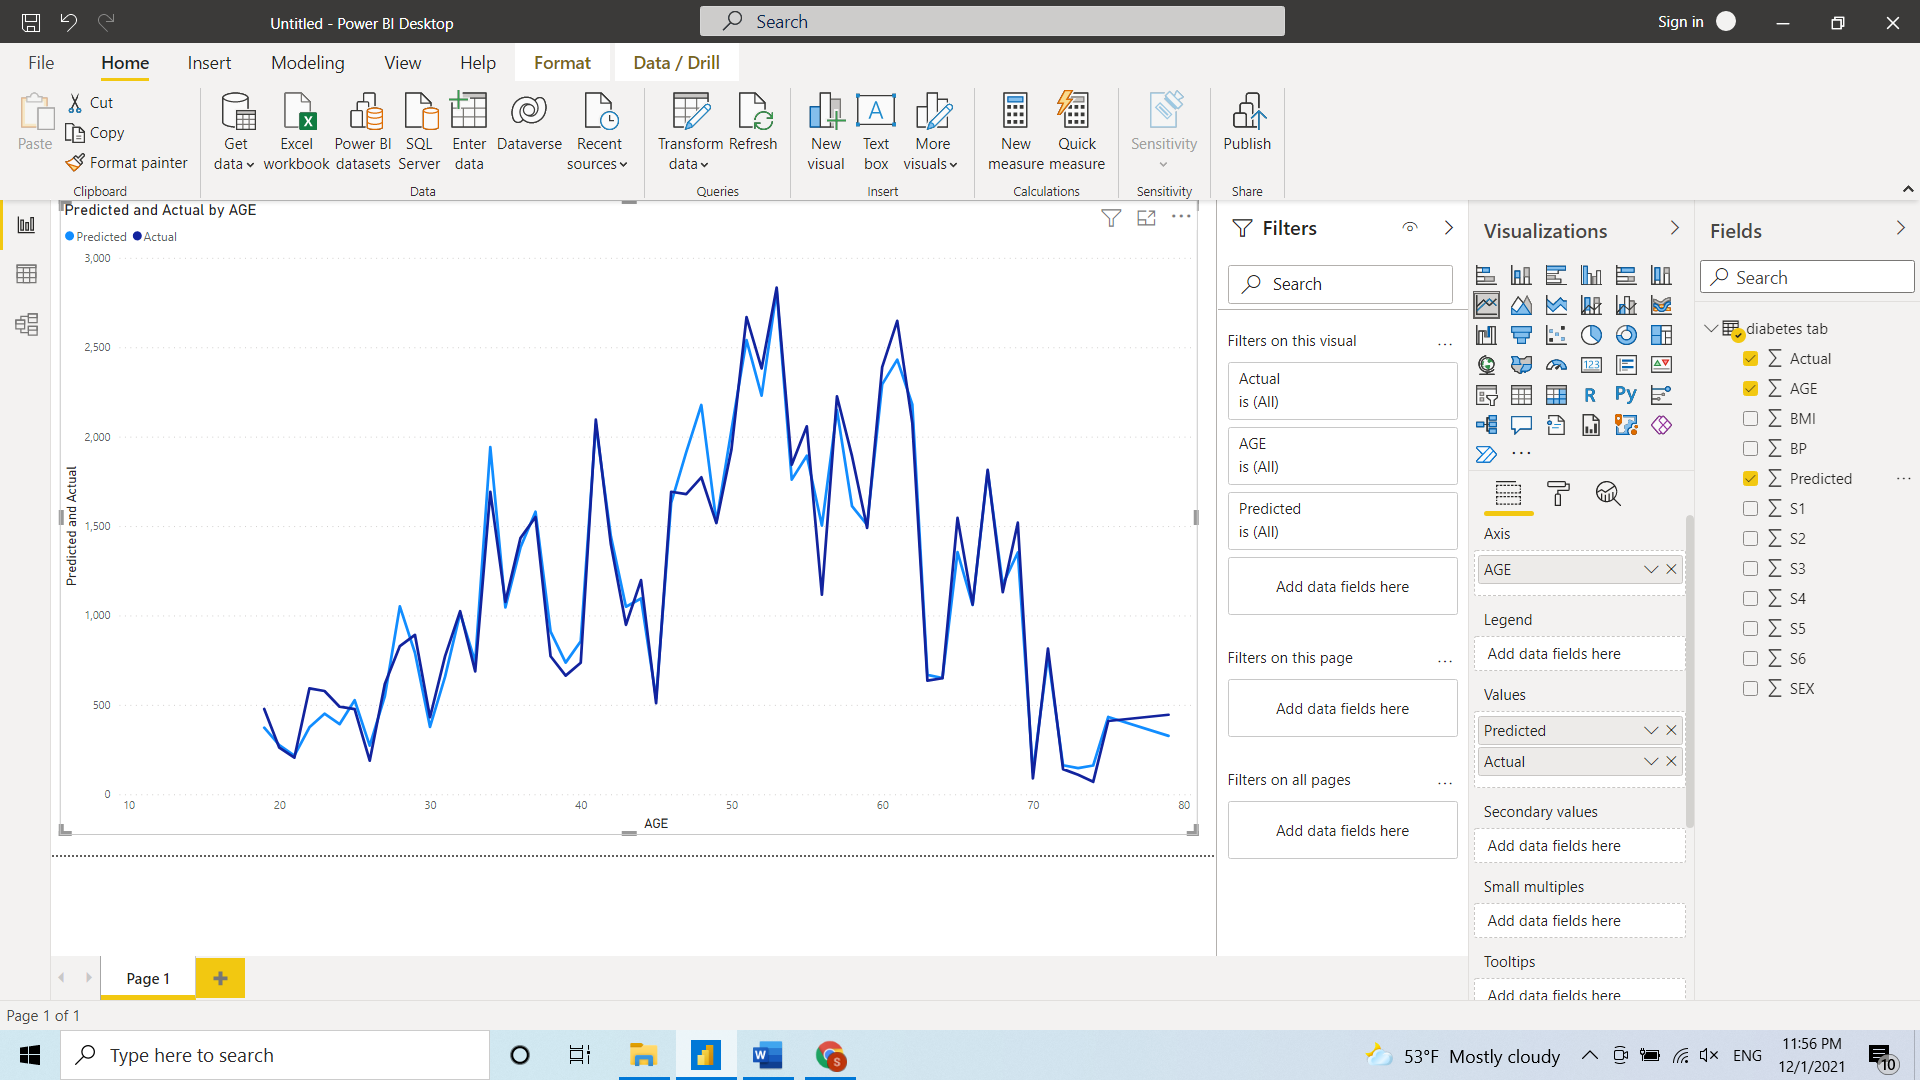 Untitled - Power BI Desktop
Search
Sign in
File Home Insert Modeling View Help Format Data / Drill
Paste
Cut
Copy
Format painter
Clipboard
Get data
Excel workbook
Power BI datasets
SQL Server
Enter data
Dataverse
Recent sources
Data
Transform data
Refresh
Queries
New visual
Text box
More visuals
Insert
New measure
Quick measure
Calculations
Sensitivity
Sensitivity
Publish
Share
Predicted and Actual by AGE
Predicted Actual
3,000
2,500
2,000
1,500
1,000
500
0
Predicted and Actual
10 20 30 40 50 60 70 80
AGE
Filters
Search
Filters on this visual
...
Actual
is (All)
AGE
is (All)
Predicted
is (All)
Add data fields here
Filters on this page
...
Add data fields here
Filters on all pages
...
Add data fields here
Visualizations
123
R
Py
...
Axis
AGE
Legend
Add data fields here
Values
Predicted
Actual
Secondary values
Add data fields here
Small multiples
Add data fields here
Tooltips
Add data fields here
Fields
Search
diabetes tab
Actual
AGE
BMI
BP
Predicted
...
S1
S2
S3
S4
S5
S6
SEX
Page 1
+
Page 1 of 1
Type here to search
W
S
53°F Mostly cloudy
ENG
11:56 PM
12/1/2021
10